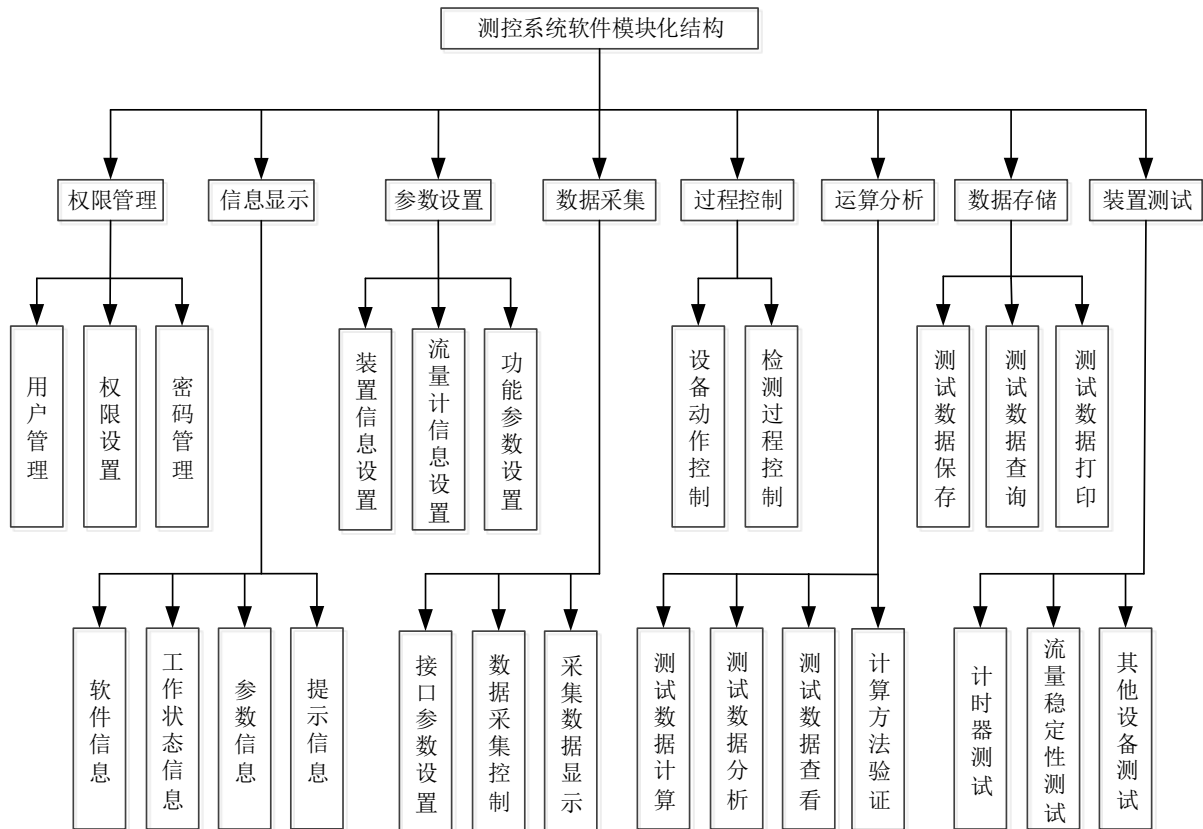 测控系统软件模块化结构
权限管理
信息显示
参数设置
数据采集
过程控制
运算分析
数据存储
装置测试
用户管理
权限设置
密码管理
装置信息设置
流量计信息设置
功能参数设置
设备动作控制
检测过程控制
测试数据保存
测试数据查询
测试数据打印
软件信息
工作状态信息
参数信息
提示信息
接口参数设置
数据采集控制
采集数据显示
测试数据计算
测试数据分析
测试数据查看
计算方法验证
计时器测试
流量稳定性测试
其他设备测试